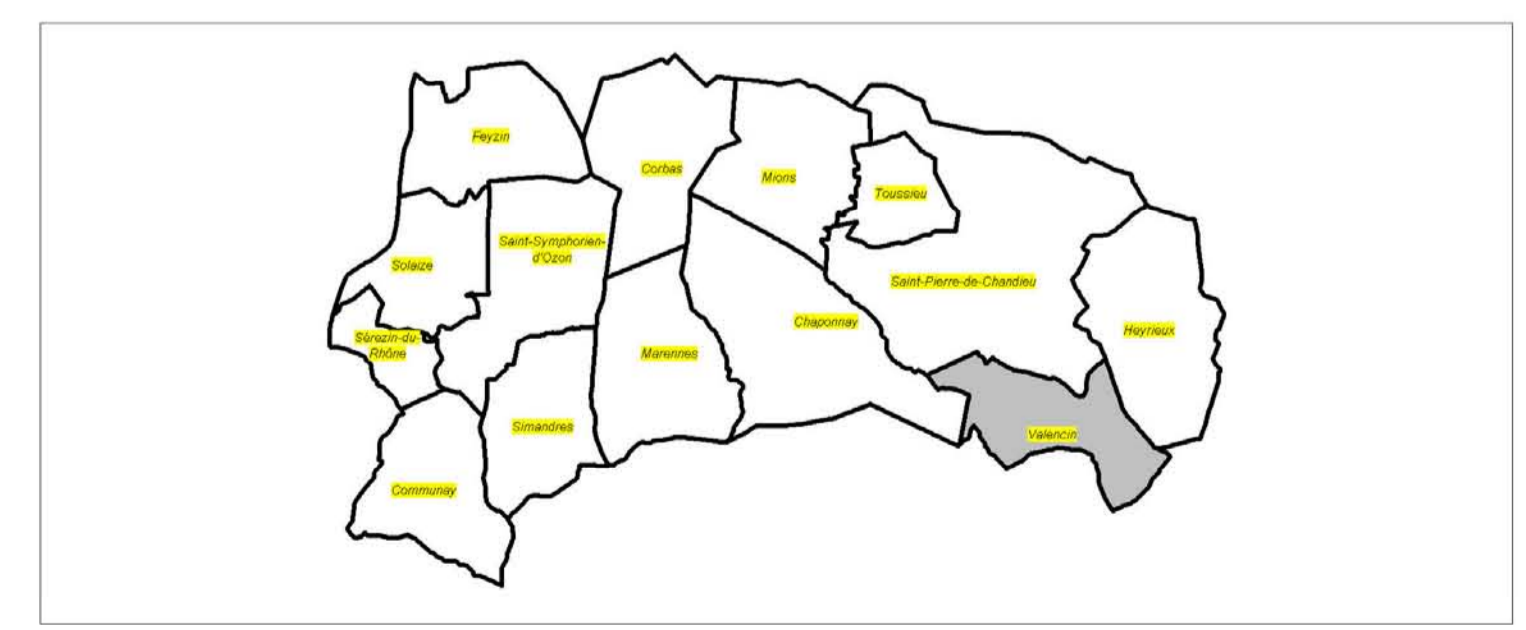 Feyzin
Corbas
Mions
Toussieu
Saint-Symphorien-
d'Ozon
Solaize
Saint-Pierre-de-Chandieu
Chaponnay
Heyrieux
Sérezin-du-
Rhône
Marennes
Simandres
Valencin
Communay